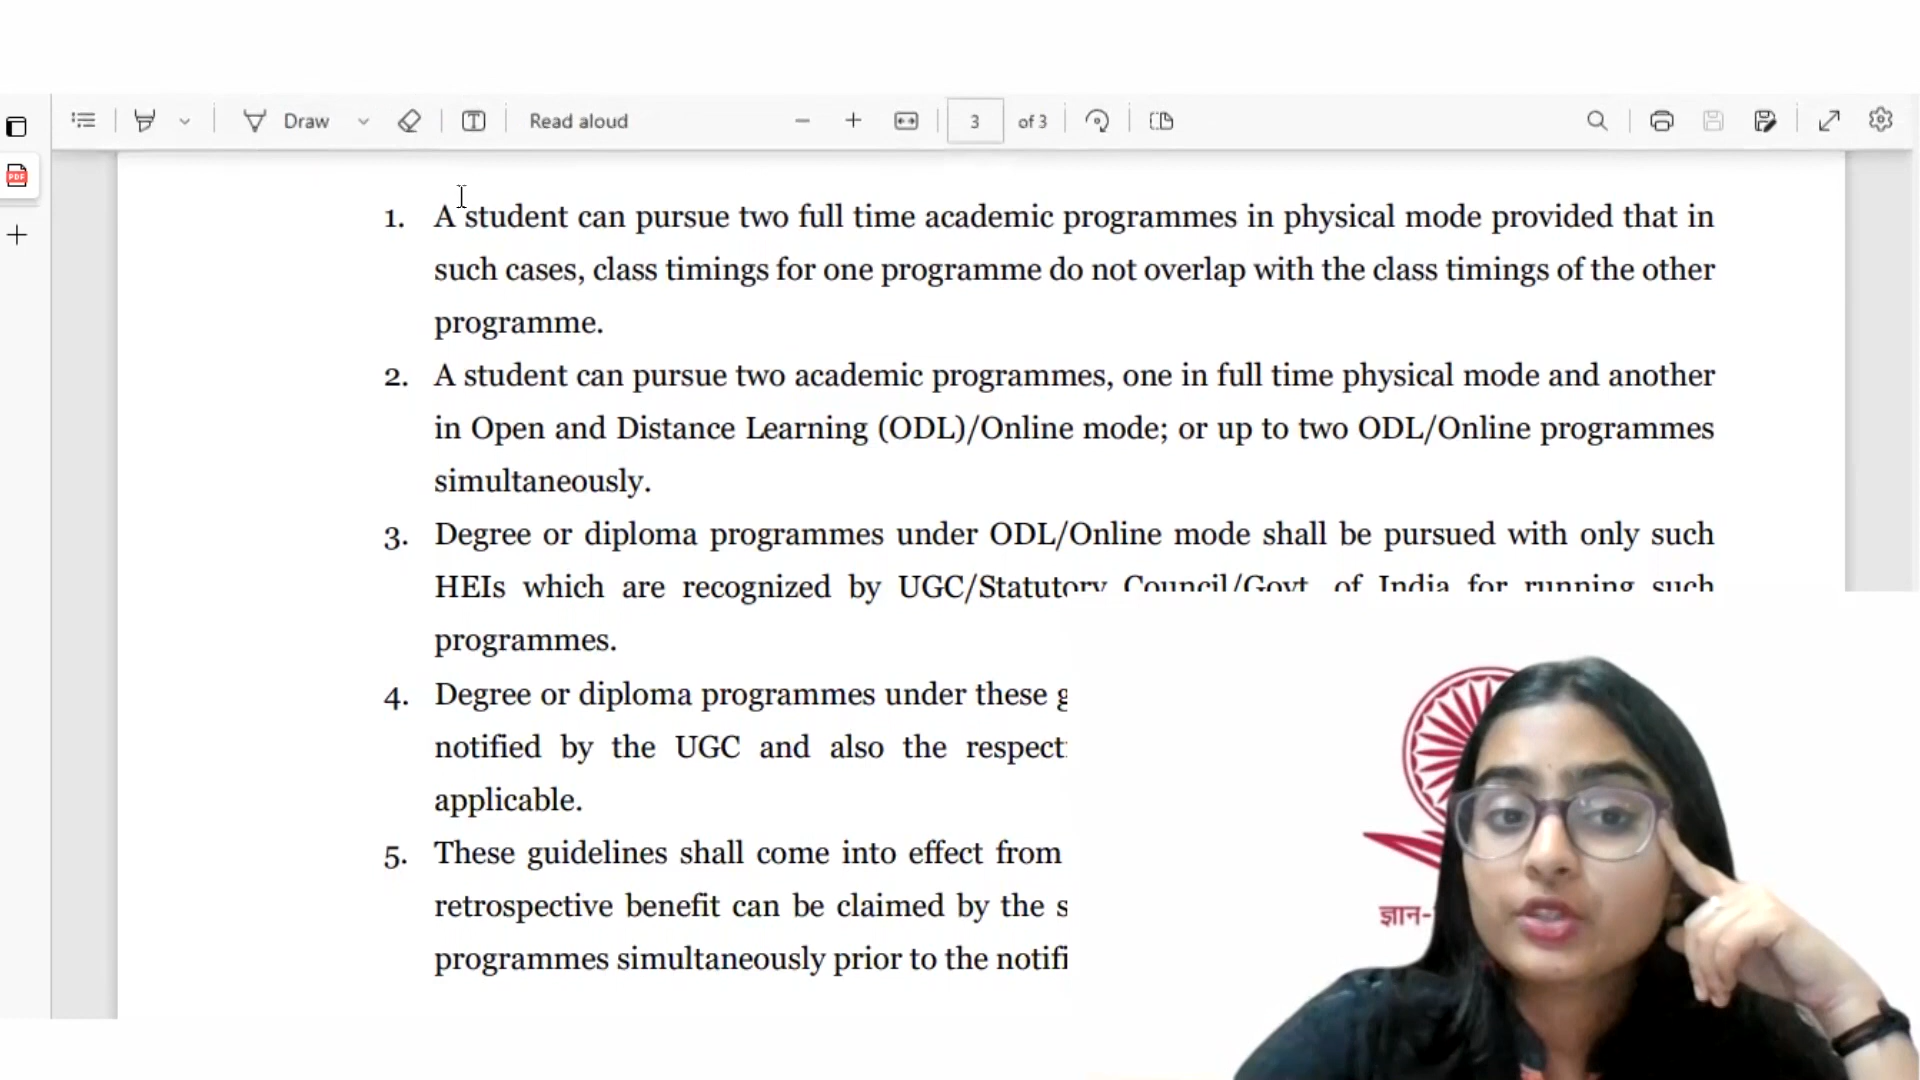 Draw
Read aloud
3 of 3
PDF
1. A student can pursue two full time academic programmes in physical mode provided that in
such cases, class timings for one programme do not overlap with the class timings of the other
programme.
2. A student can pursue two academic programmes, one in full time physical mode and another
in Open and Distance Learning (ODL)/Online mode; or up to two ODL/Online programmes
simultaneously.
3. Degree or diploma programmes under ODL/Online mode shall be pursued with only such
HEIs which are recognized by UGC/Statutory Council/Govt. of India for running such
programmes.
4. Degree or diploma programmes under these
notified by the UGC and also the
applicable.
5. These guidelines shall come into effect from
retrospective benefit can be claimed by the
programmes simultaneously prior to the
ज्ञान-